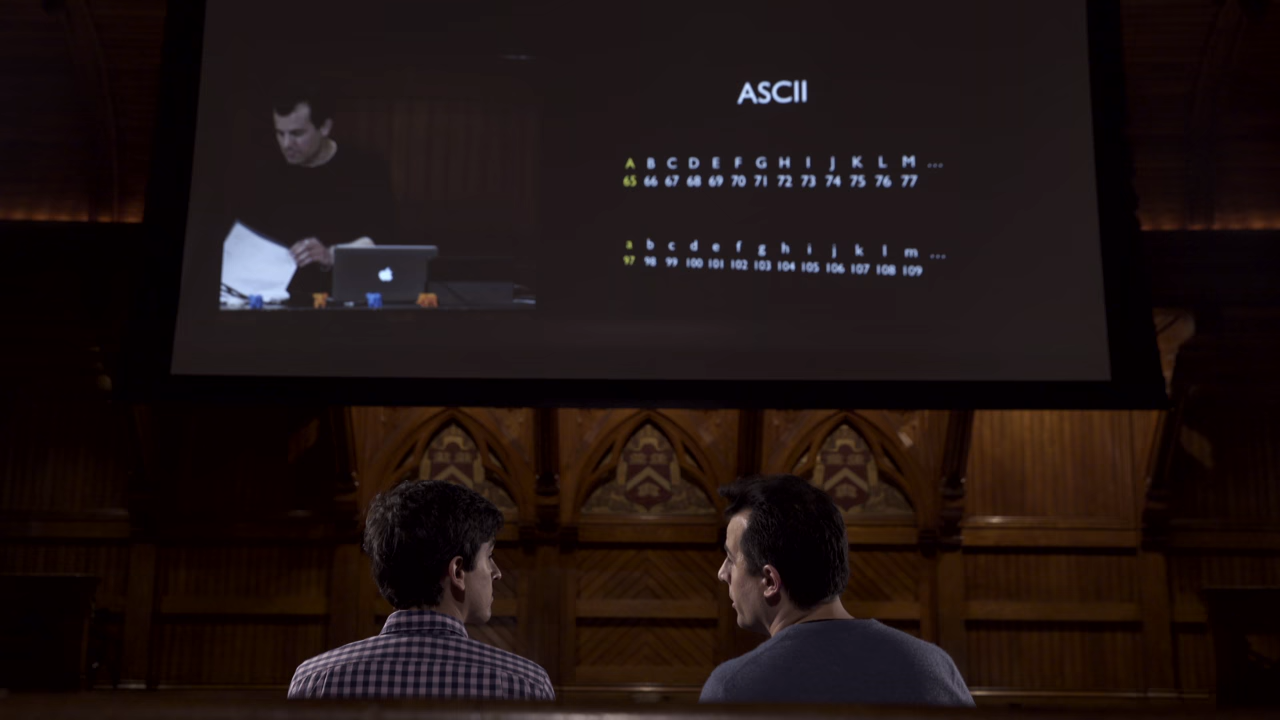 ASCII
A B C D E F G H I J K L M ...
65 66 67 68 69 70 71 72 73 74 75 76 77
a b c d e f g h i j k l m ...
97 98 99 100 101 102 103 104 105 106 107 108 109